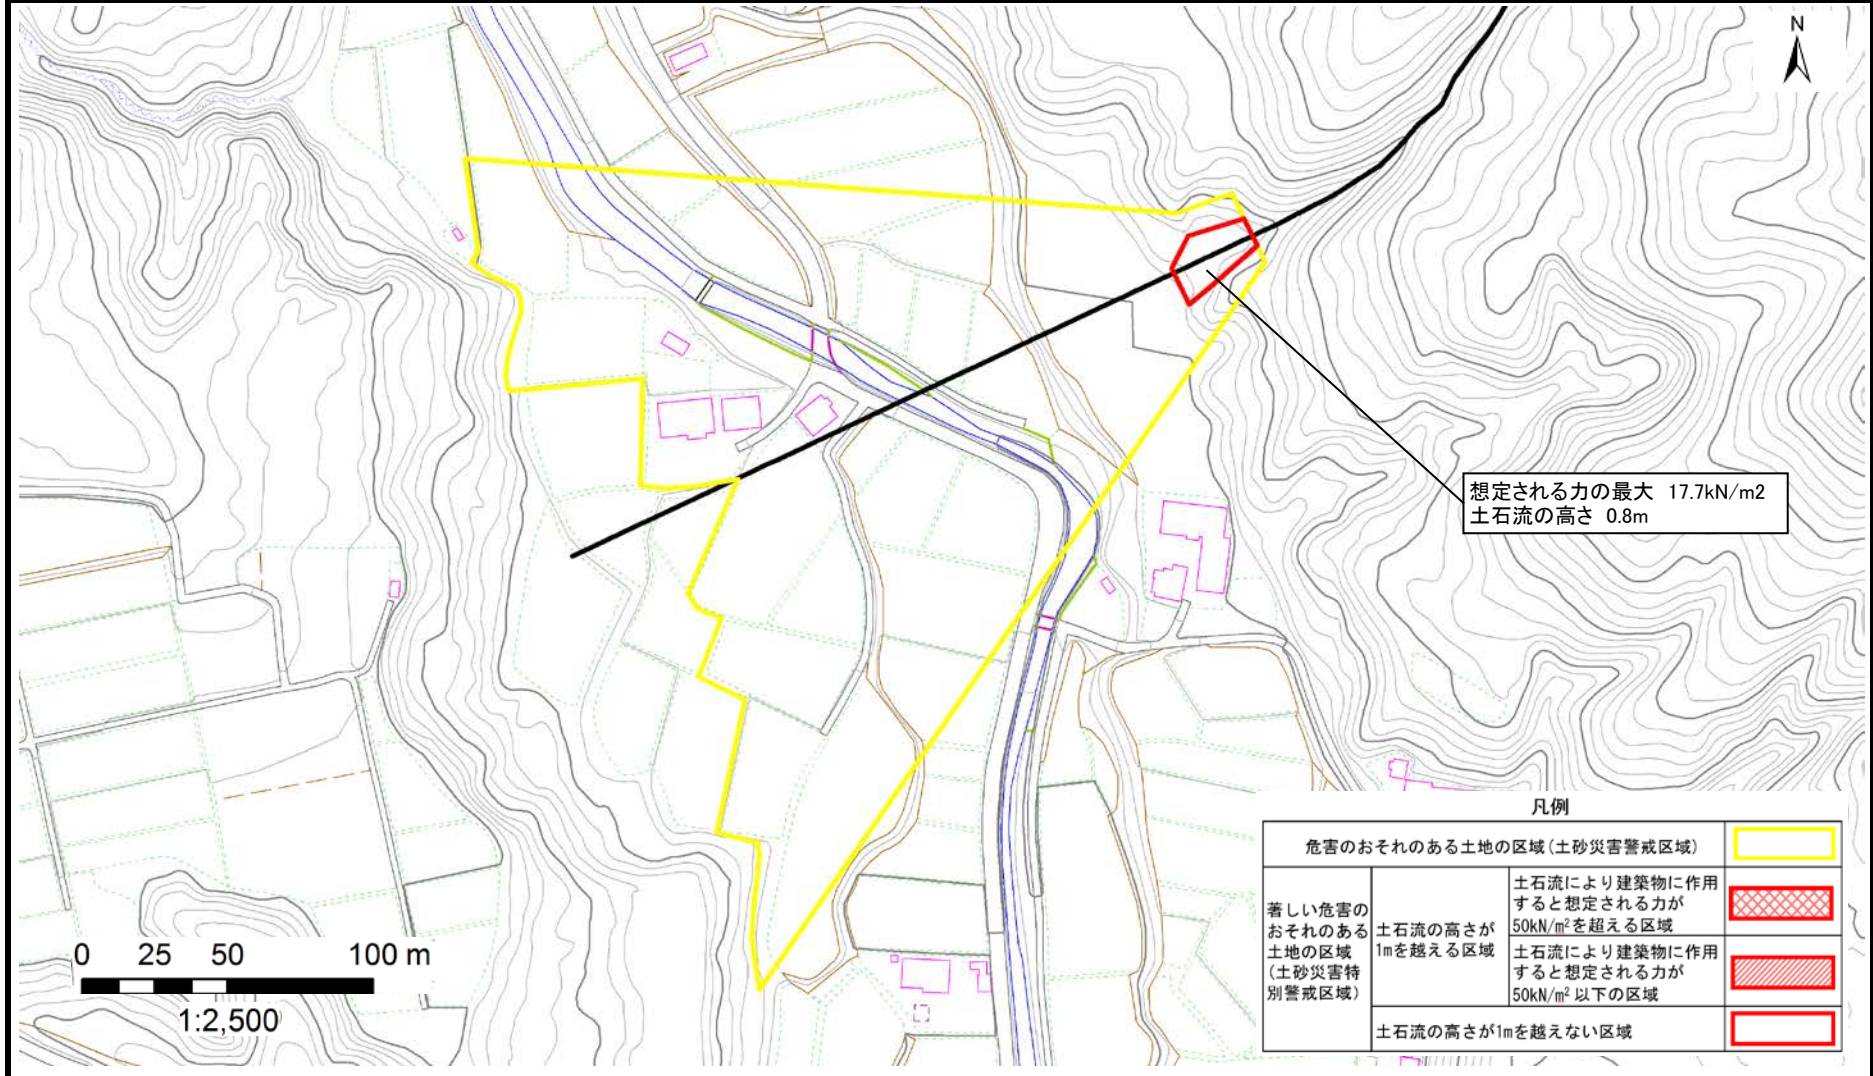 N
想定される力の最大 17.7kN/m2
土石流の高さ 0.8m
凡例
危害のおそれのある土地の区域(土砂災害警戒区域)
著しい危害の
おそれのある
土地の区域
(土砂災害特
別警戒区域)
土石流の高さが
1mを越える区域
土石流により建築物に作用
すると想定される力が
50kN/m²を超える区域
土石流により建築物に作用
すると想定される力が
50kN/m² 以下の区域
土石流の高さが1mを越えない区域
0 25 50 100 m
1:2,500